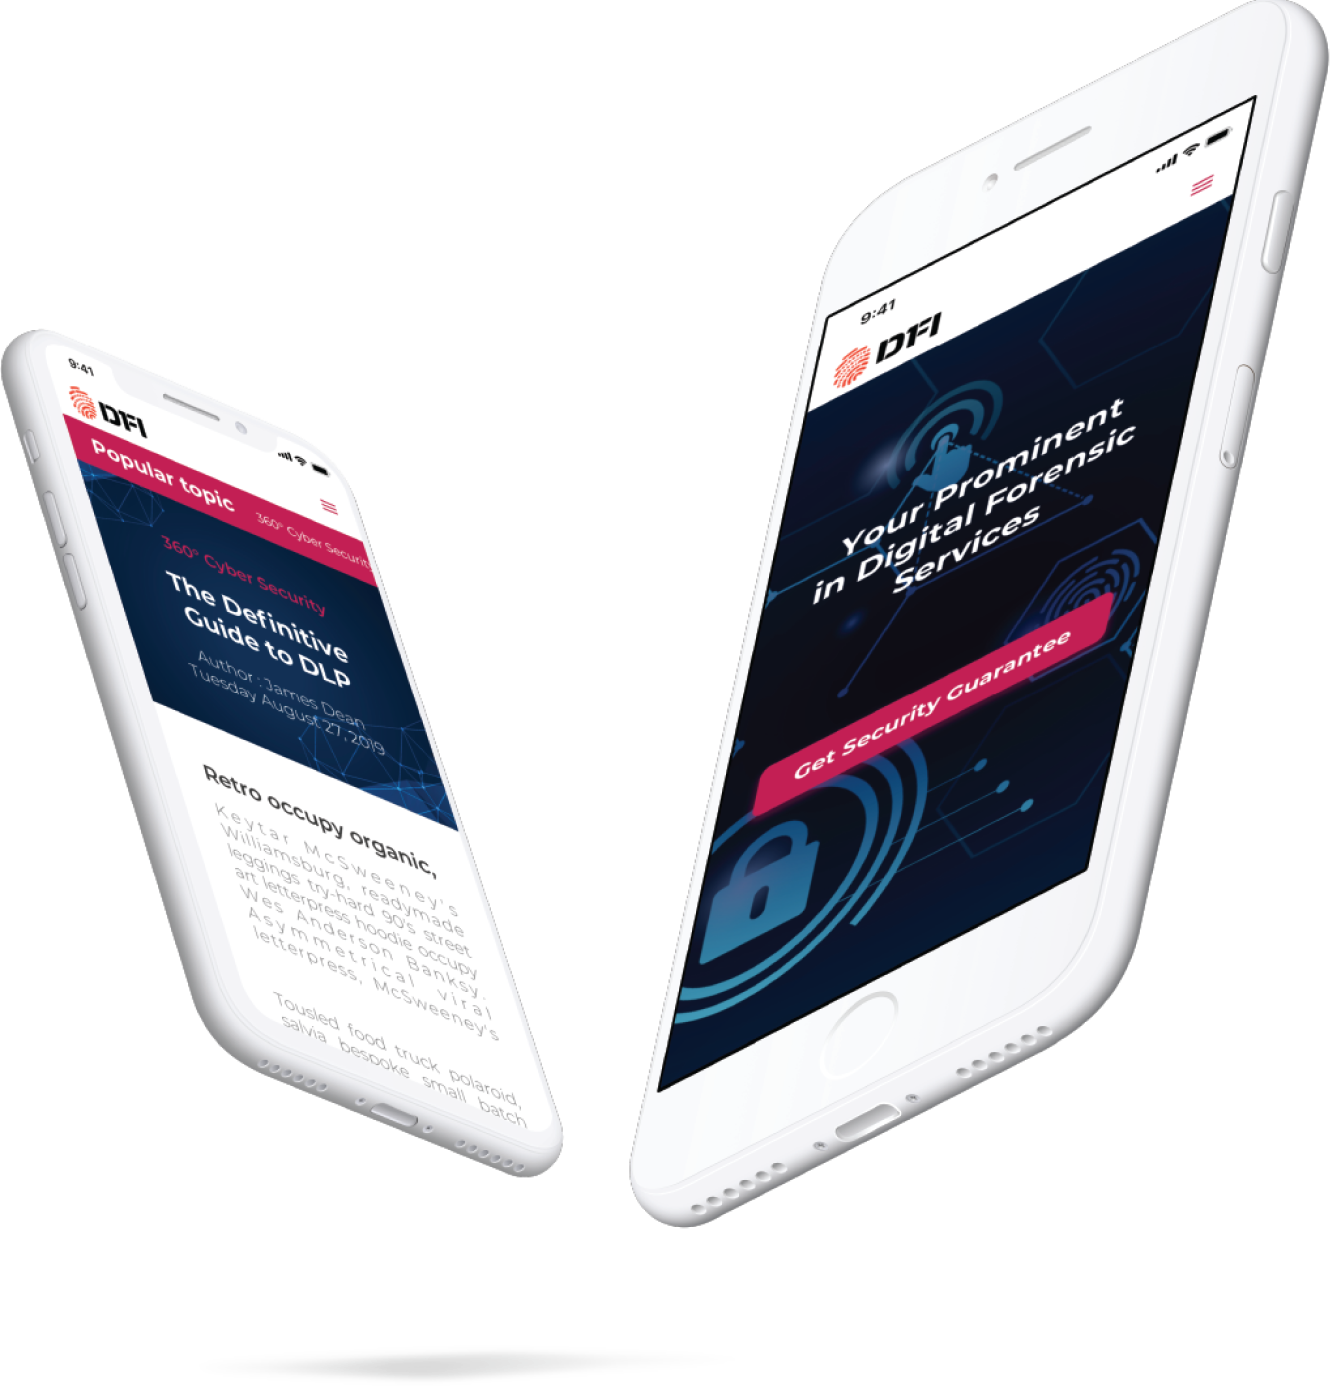 9:41
DFI
Popular topic
360° Cyber Security
360° Cyber Security
The Definitive
Guide to DLP
Author : James Dean
Tuesday August 27, 2019
Retro occupy organic,
Keytar McSweeney's
Williamsburg, readymade
leggings try-hard 90's street
art letterpress hoodie occupy
Wes Anderson Banksy.
Asymmetrical viral
letterpress, McSweeney's
Tousled food truck polaroid,
salvia bespoke small batch
9:41
DFI
Your Prominent
in Digital Forensic
Services
Get Security Guarantee